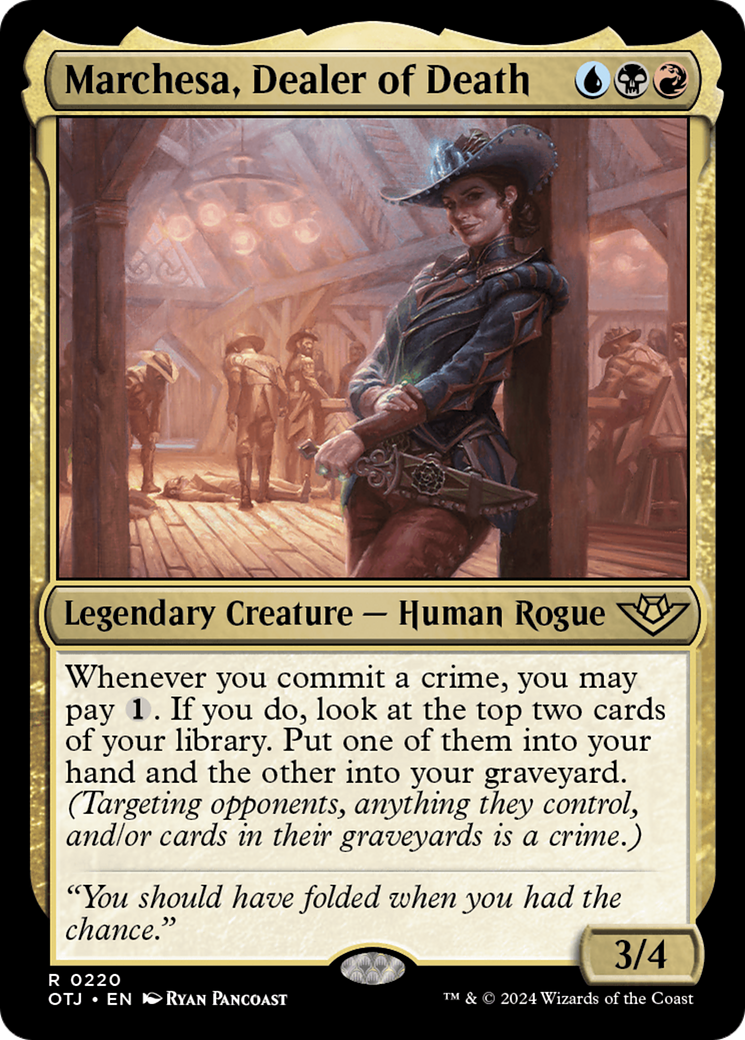 Marchesa, Dealer of Death
Legendary Creature — Human Rogue
Whenever you commit a crime, you may
pay 1. If you do, look at the top two cards
of your library. Put one of them into your
hand and the other into your graveyard.
(Targeting opponents, anything they control,
and/or cards in their graveyards is a crime.)
“You should have folded when you had the
chance.”
3/4
R 0220
OTJ • EN Ryan Pancoast
™ & © 2024 Wizards of the Coast